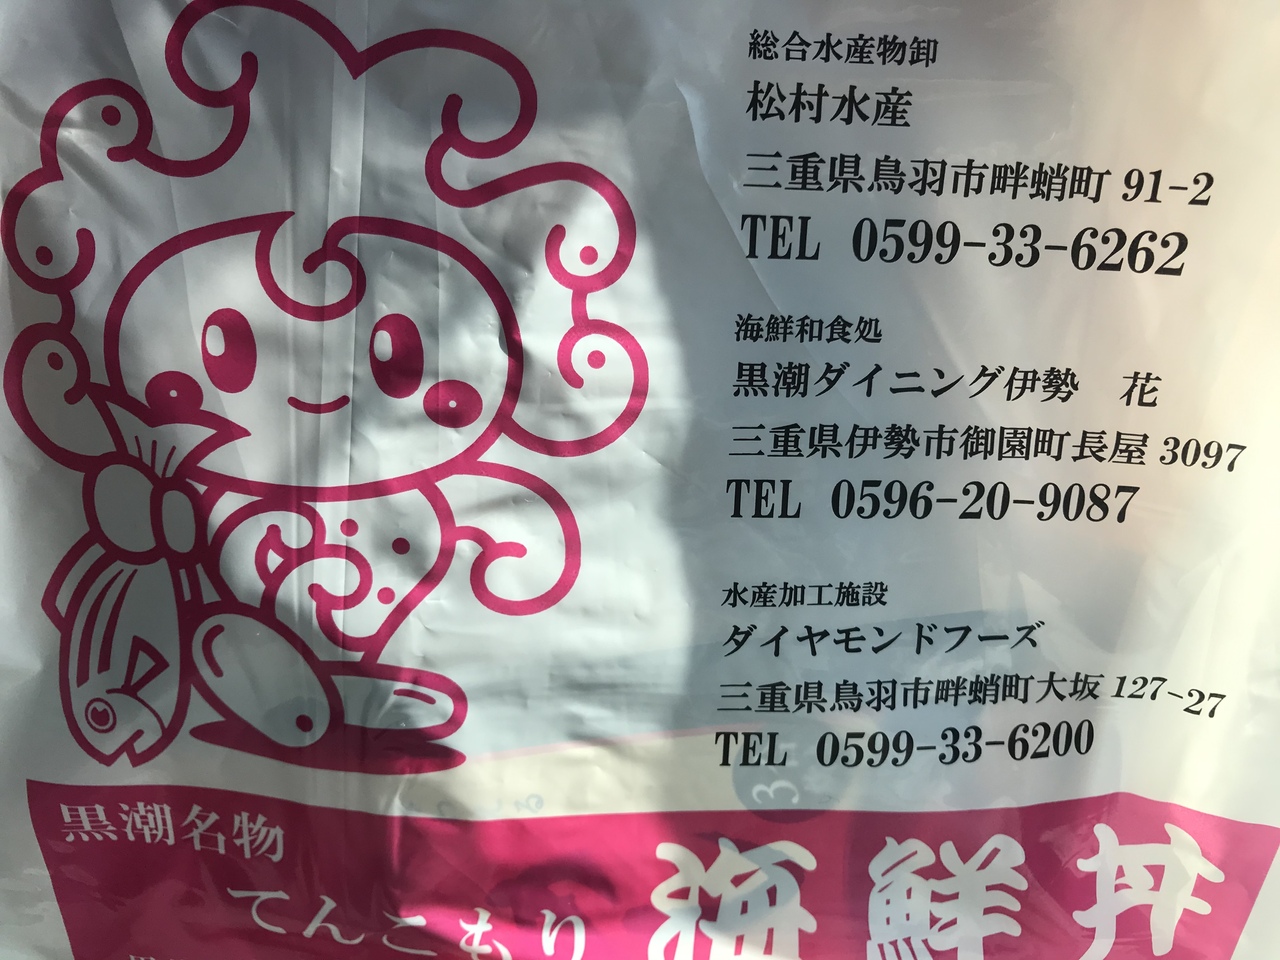 総合水産物卸
松村水産
三重県鳥羽市畔蛸町 91-2
TEL 0599-33-6262
海鮮和食処
黒潮ダイニング伊勢　花
三重県伊勢市御園町長屋 3097
TEL 0596-20-9087
水産加工施設
ダイヤモンドフーズ
三重県鳥羽市畔蛸町大坂 127-27
TEL 0599-33-6200
黒潮名物
てんこもり 海鮮丼